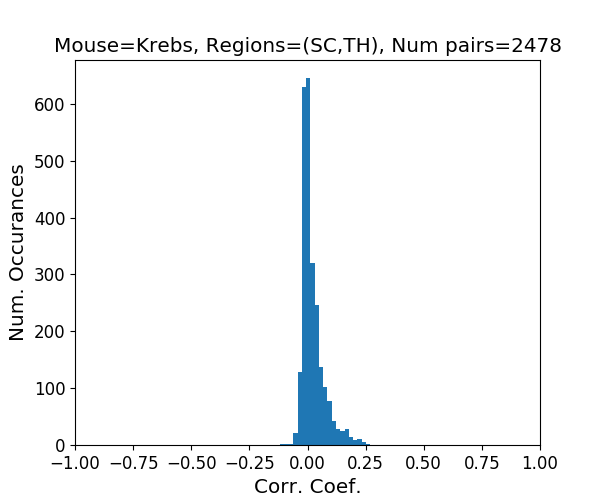 Mouse=Krebs, Regions=(SC,TH), Num pairs=2478
Num. Occurances
600
500
400
300
200
100
0
−1.00 −0.75 −0.50 −0.25 0.00 0.25 0.50 0.75 1.00
Corr. Coef.